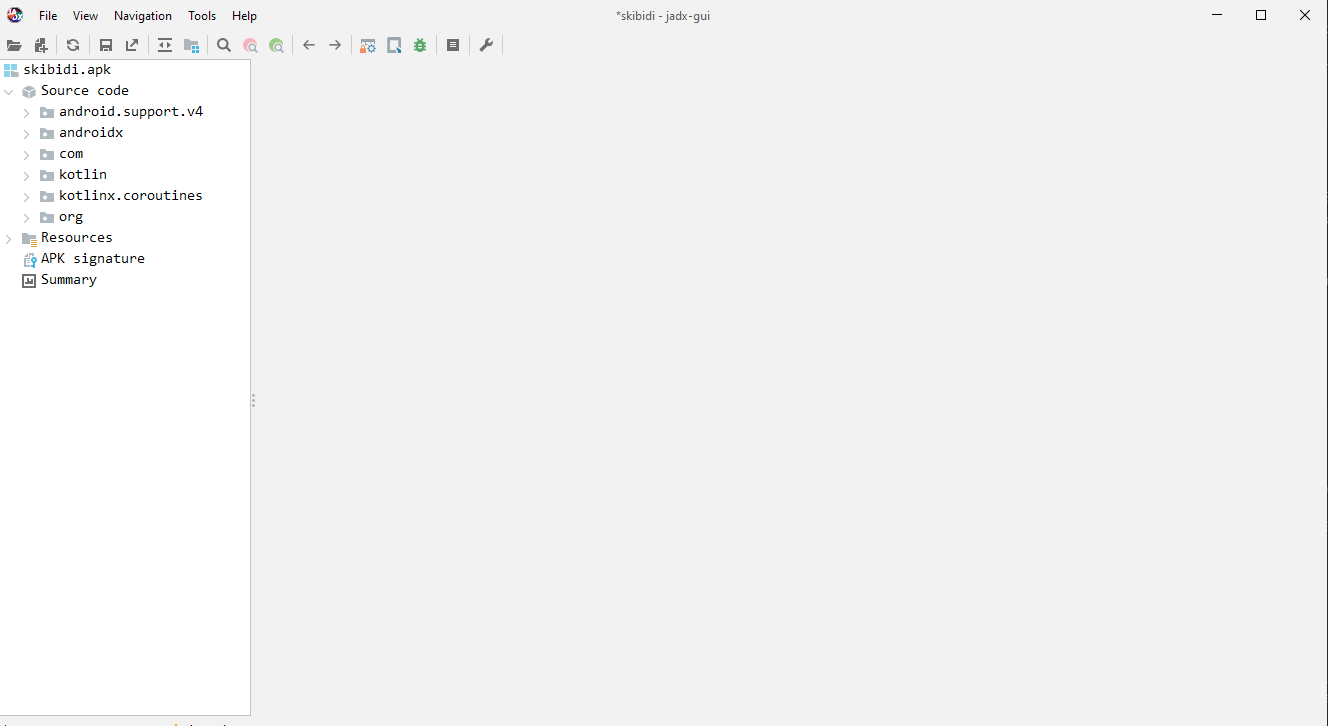 File View Navigation Tools Help
*skibidi - jadx-gui
skibidi.apk
Source code
android.support.v4
androidx
com
kotlin
kotlinx.coroutines
org
Resources
APK signature
Summary